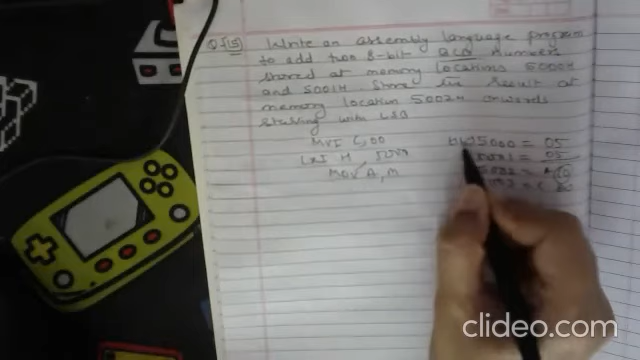 Q.15) Write an assembly language program
to add two 8-bit BCD Numbers
stored at memory locations 5000H
and 5001H. Store the result at
memory location 5002H onwards
starting with LSB
MVI C,00 5000 = 05
LXI H, 5000 = 05
MOV A, M
clideo.com